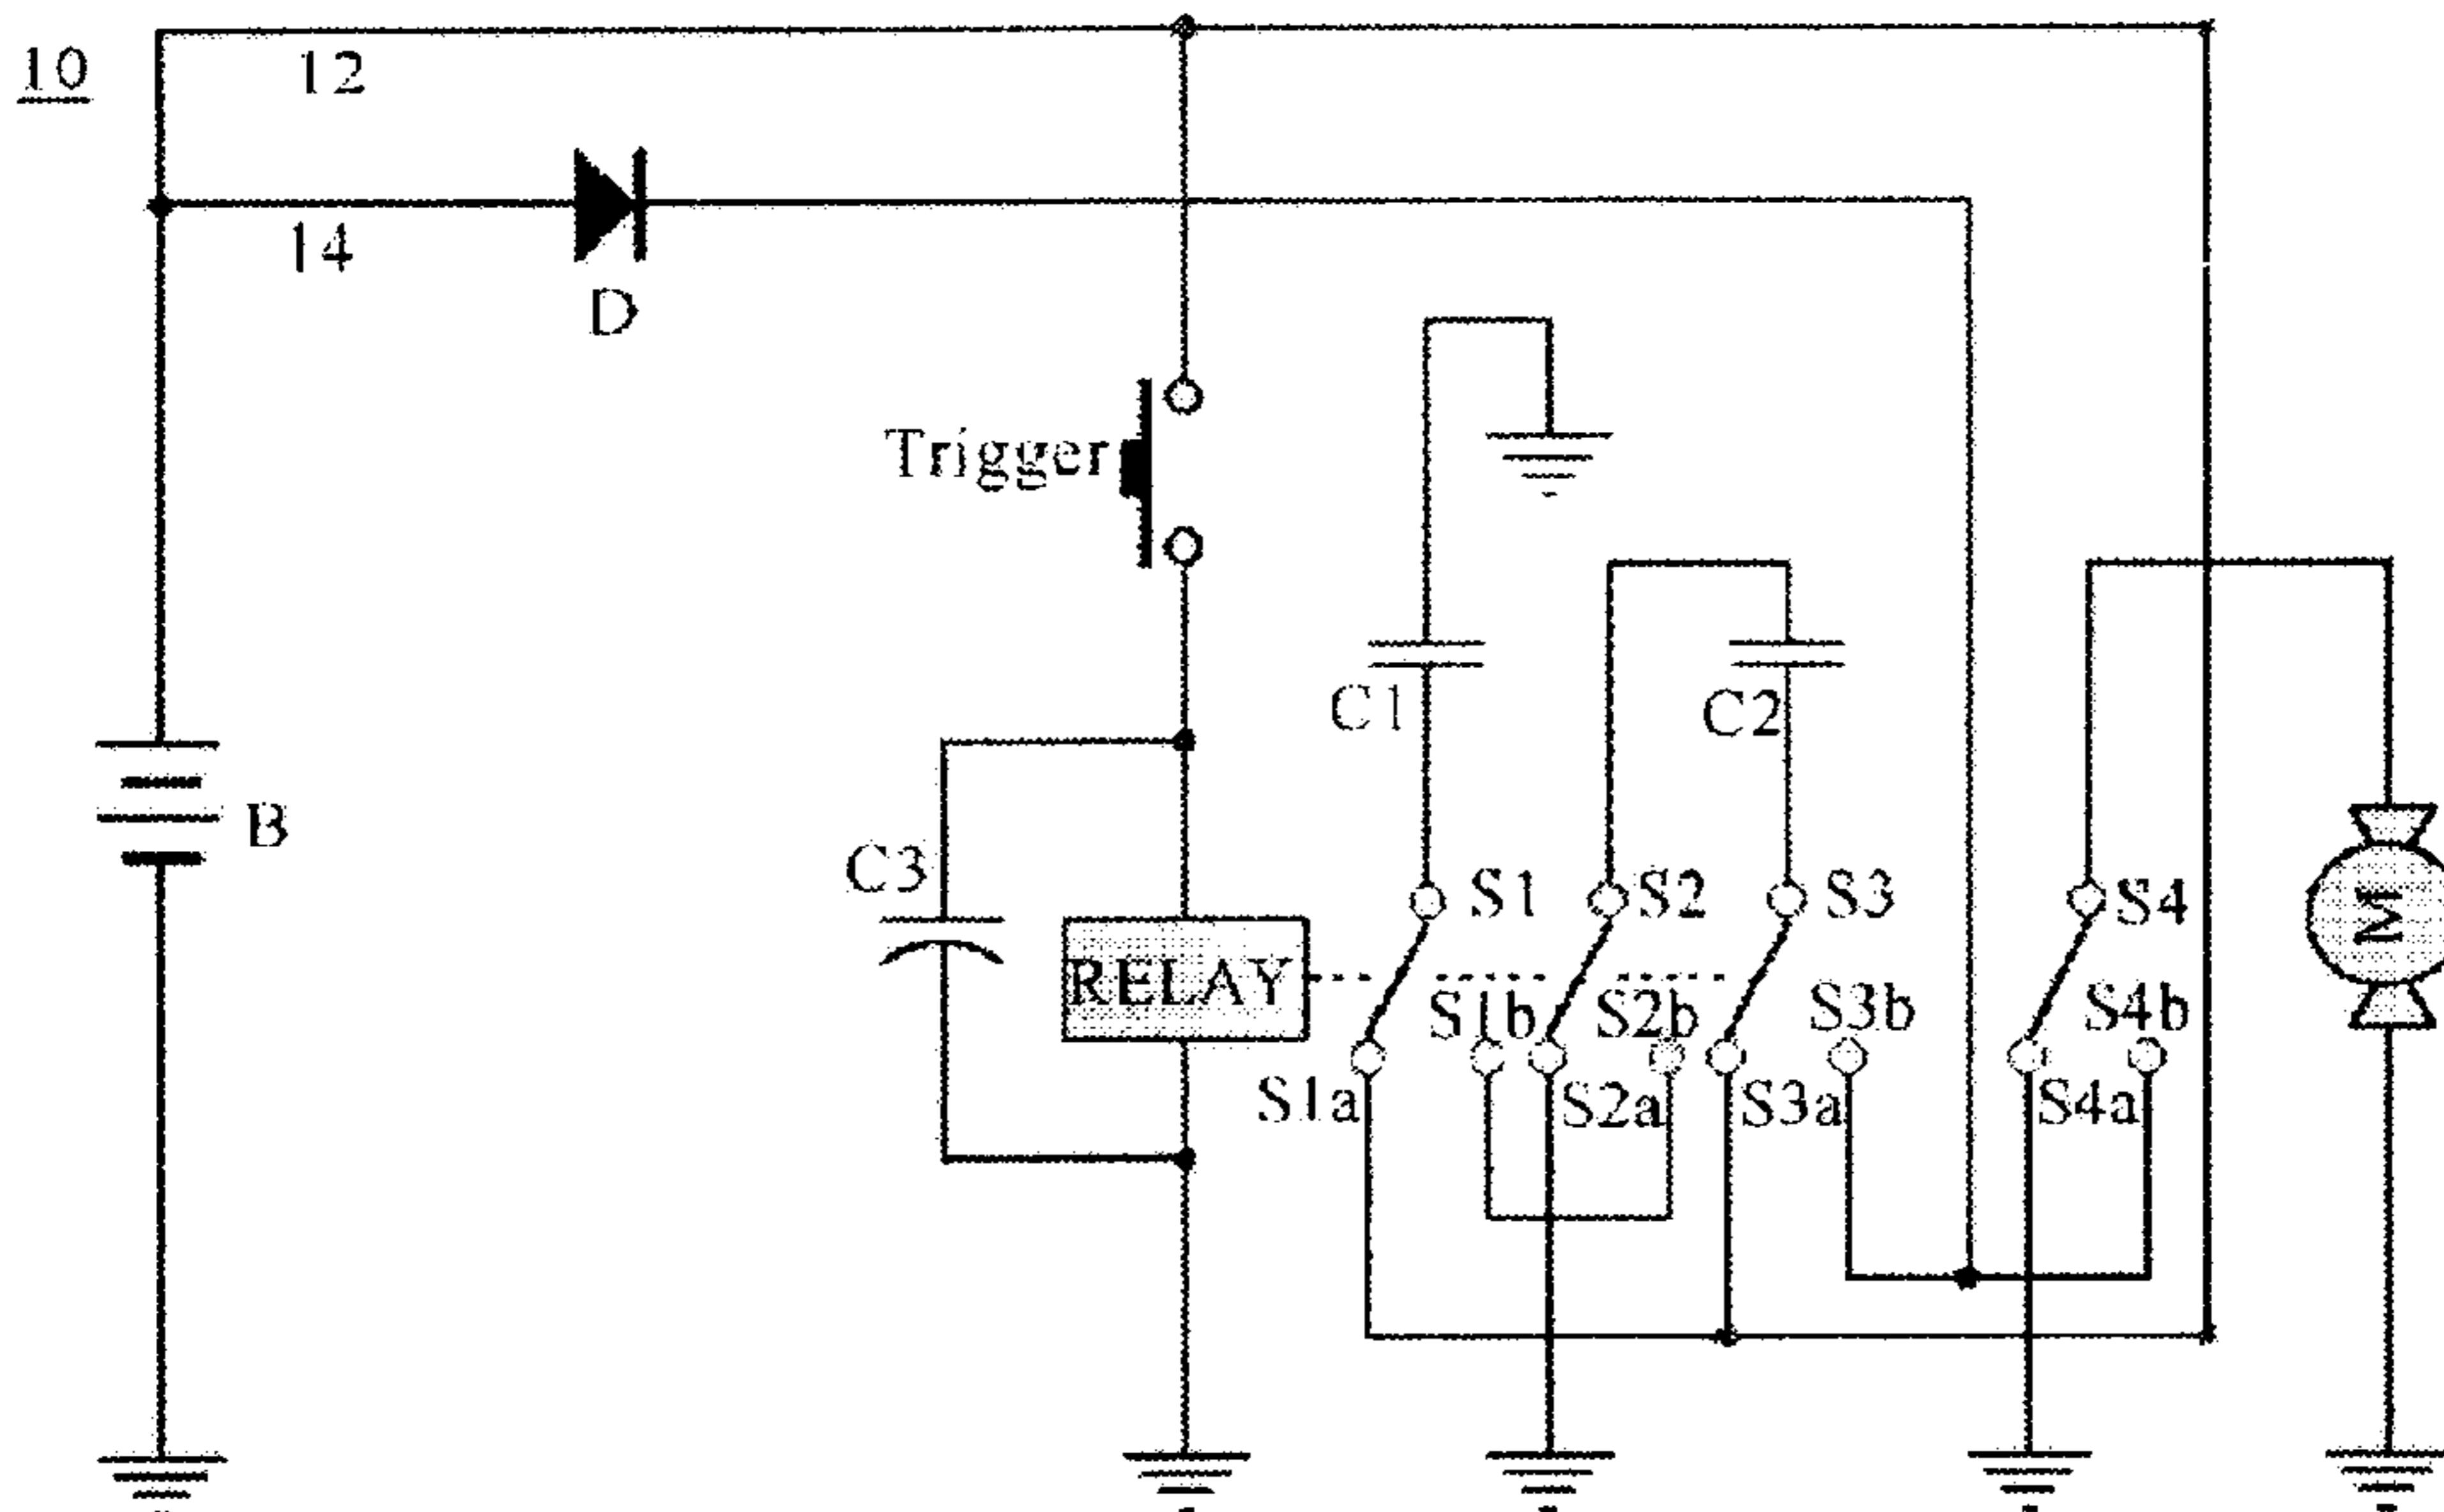 10
12
14
D
Trigger
C1
C2
B
C3
S1
S2
S3
S4
RELAY
S1b
S2b
S3b
S4b
M
S1a
S2a
S3a
S4a